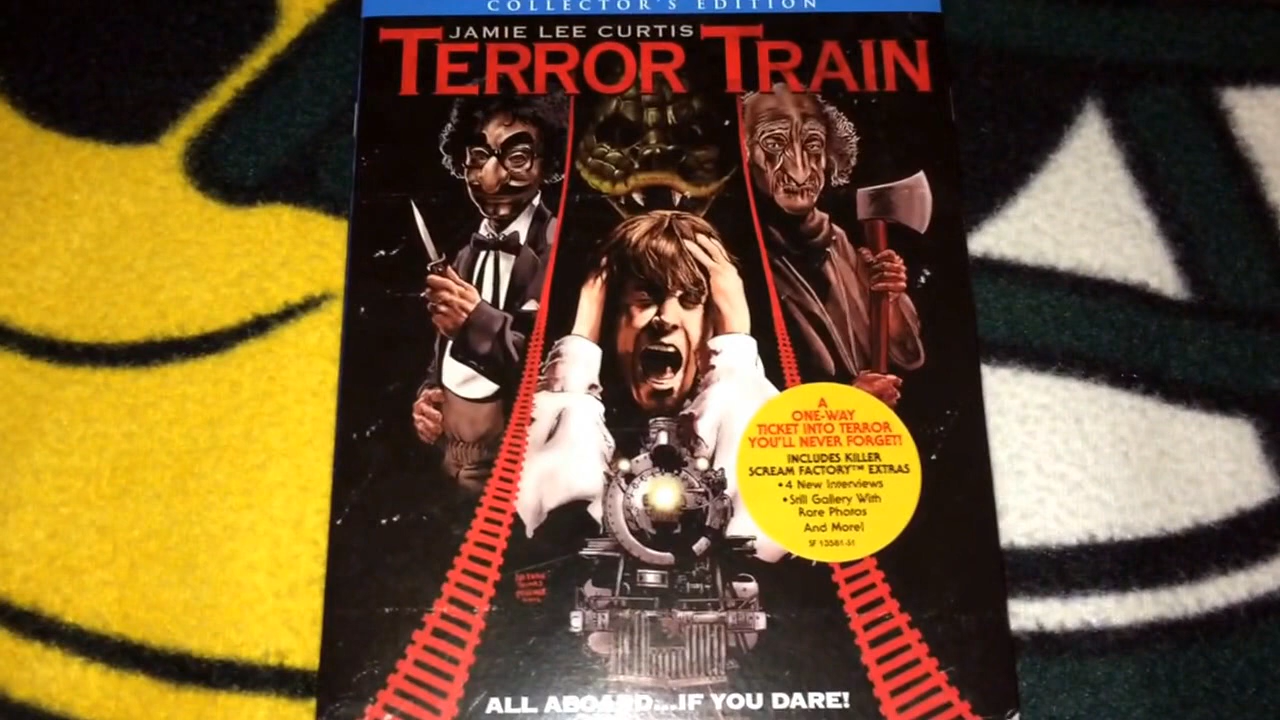 COLLECTOR'S EDITION
JAMIE LEE CURTIS
TERROR TRAIN
A
ONE-WAY
TICKET INTO TERROR
YOU'LL NEVER FORGET!
INCLUDES KILLER
SCREAM FACTORY™ EXTRAS
• 4 New Interviews
• Still Gallery With
Rare Photos
And More!
SF 13581-S1
ALL ABOARD...IF YOU DARE!